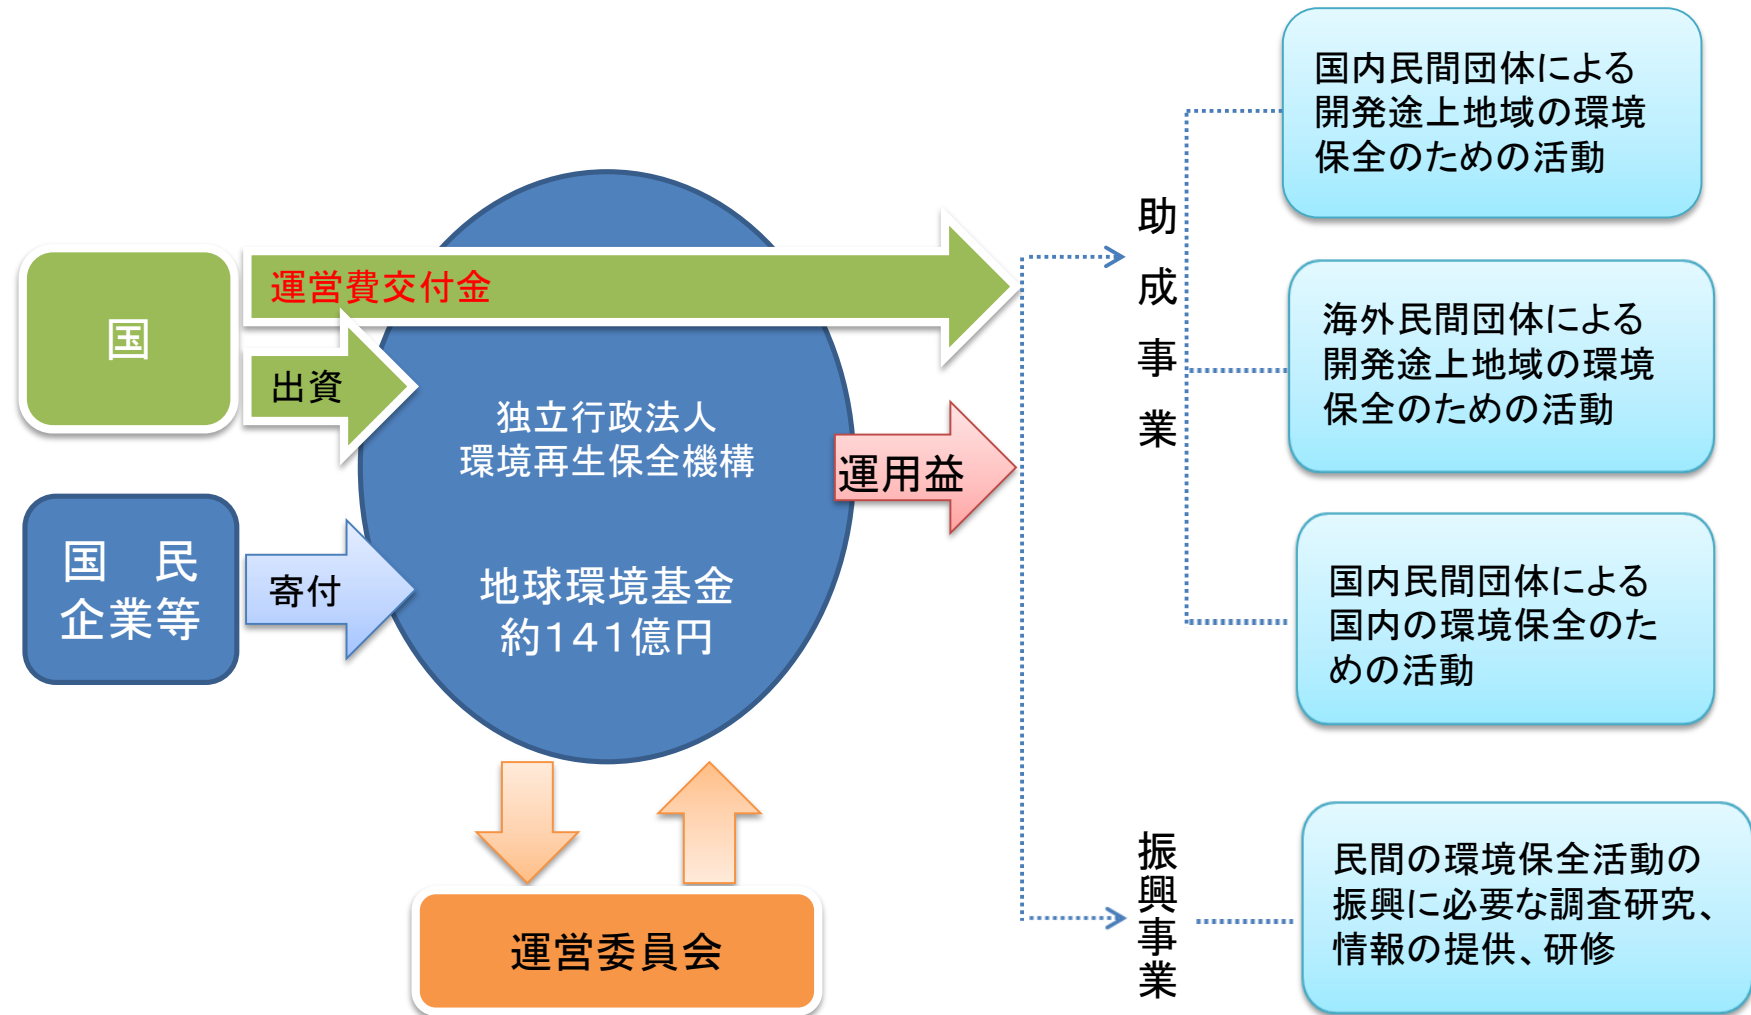 国
運営費交付金
出資
国　民
企業等
寄付
独立行政法人
環境再生保全機構
地球環境基金
約141億円
運用益
運営委員会
助成事業
国内民間団体による
開発途上地域の環境
保全のための活動
海外民間団体による
開発途上地域の環境
保全のための活動
国内民間団体による
国内の環境保全のた
めの活動
振興事業
民間の環境保全活動の
振興に必要な調査研究、
情報の提供、研修